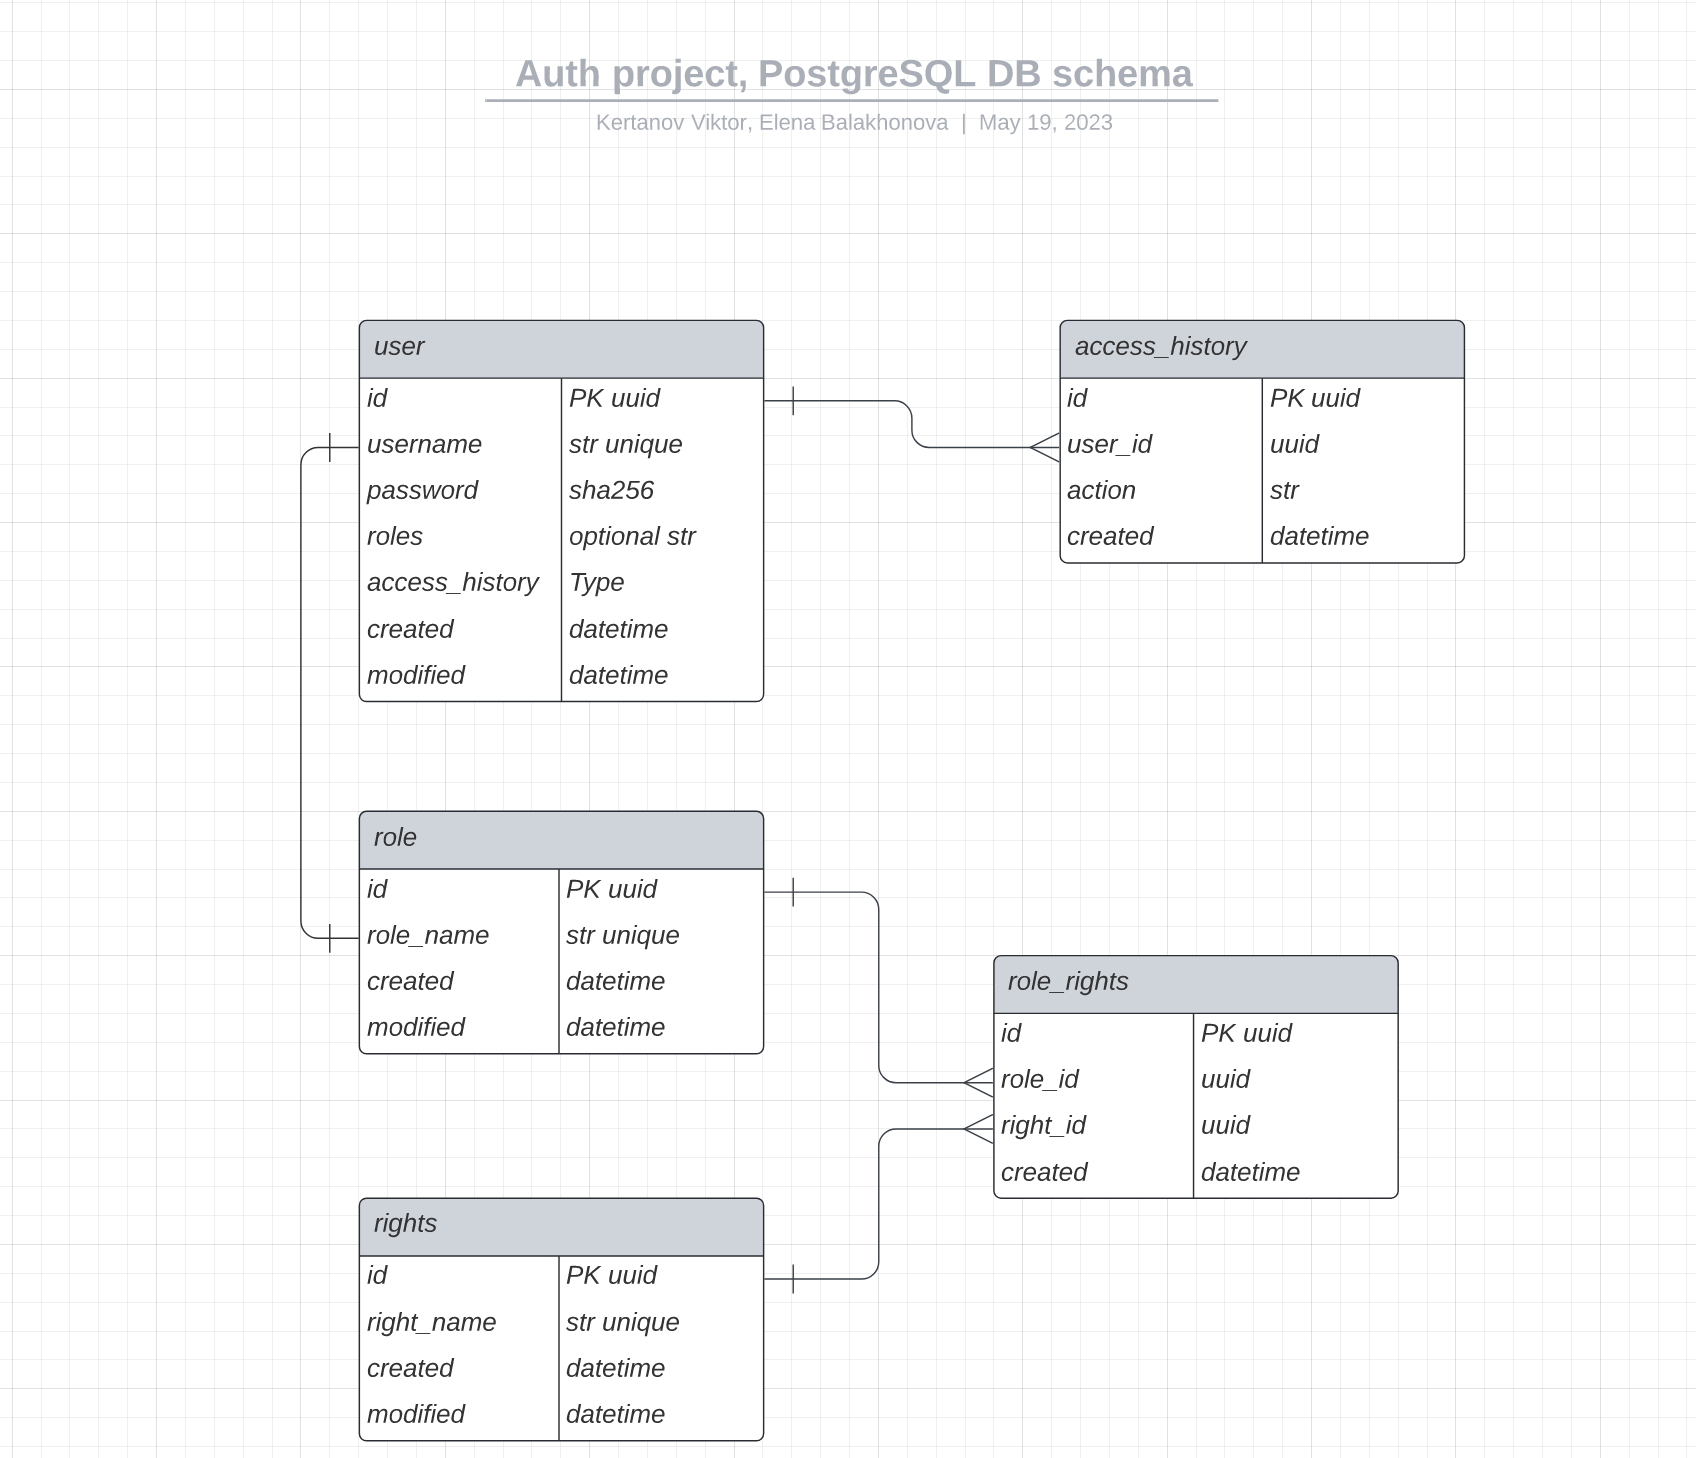 Auth project, PostgreSQL DB schema
Kertanov Viktor, Elena Balakhonova | May 19, 2023
user
id PK uuid
username str unique
password sha256
roles optional str
access_history Type
created datetime
modified datetime
access_history
id PK uuid
user_id uuid
action str
created datetime
role
id PK uuid
role_name str unique
created datetime
modified datetime
role_rights
id PK uuid
role_id uuid
right_id uuid
created datetime
rights
id PK uuid
right_name str unique
created datetime
modified datetime